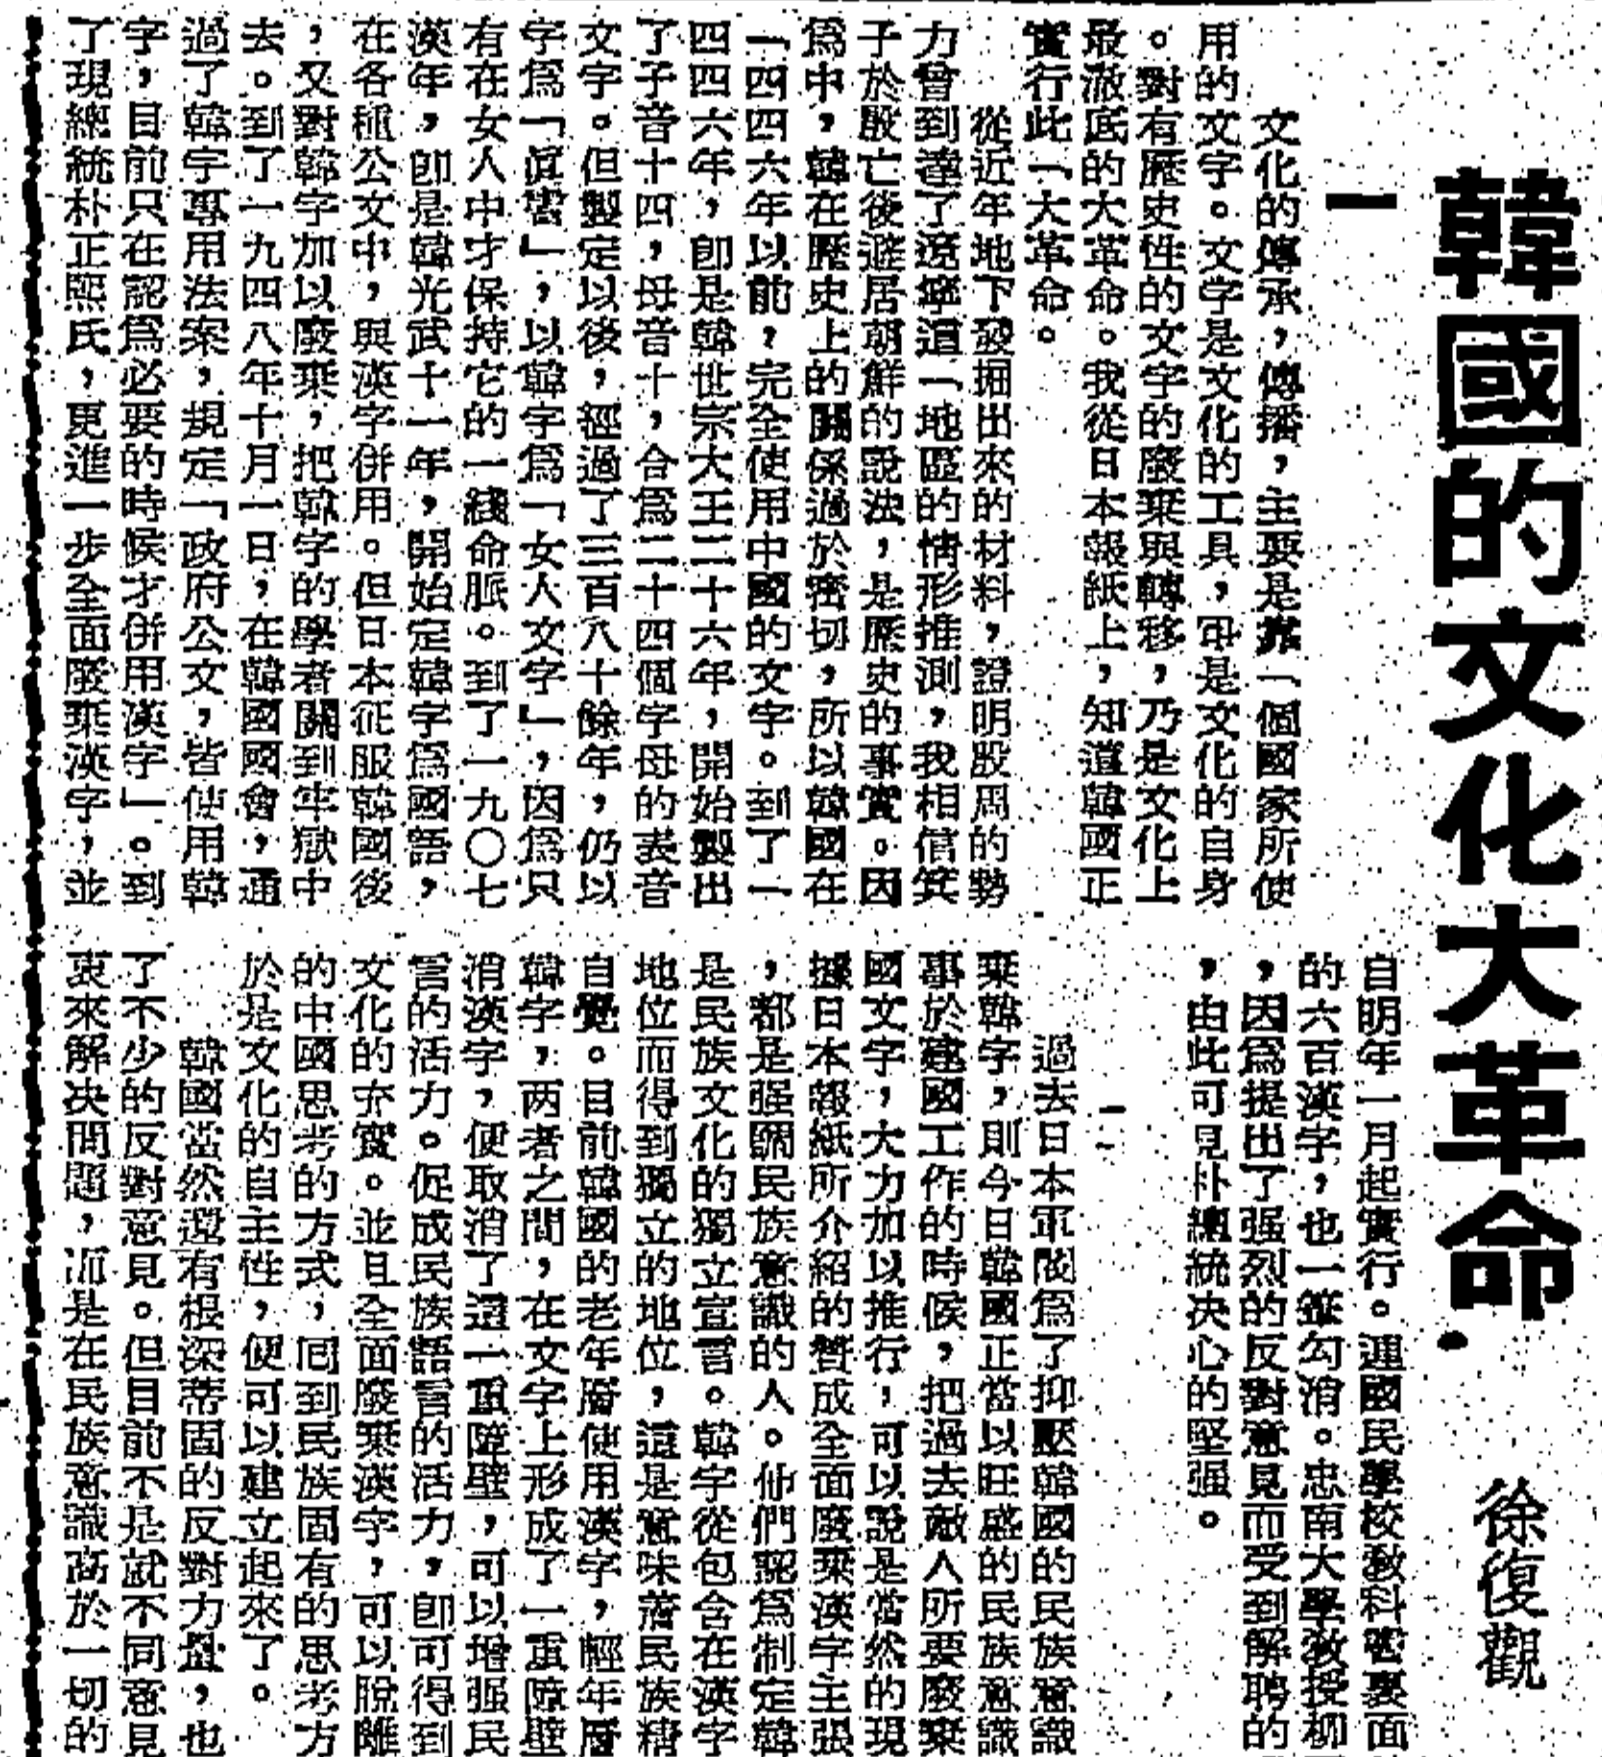 韓國的文化大革命・
徐復觀
一
文化的傳承，傳播，主要是靠一個國家所使
用的文字。文字是文化的工具，卽是文化的自身
。對有歷史性的文字的廢棄與轉移，乃是文化上
最澈底的大革命。我從日本報紙上，知道韓國正
實行此一大革命。
從近年地下發掘出來的材料，證明殷周的勢
力曾到達了遼寧這一地區的情形推測，我相信箕
子於殷亡後避居朝鮮的說法，是歷史的事實。因
爲中，韓在歷史上的關係過於密切，所以韓國在
一四四六年以前，完全使用中國的文字。到了一
四四六年，卽是韓世宗大王二十六年，開始製出
了子音十四，母音十，合爲二十四個字母的表音
文字。但製定以後，經過了三百八十餘年，仍以
字爲「眞書」，以韓字爲「女人文字」，因爲只
有在女人中才保持它的一綫命脈。到了一九〇七
漢年，卽是韓光武十一年，開始定韓字爲國語，
在各種公文中，與漢字併用。但日本征服韓國後
，又對韓字加以廢棄，把韓字的學者關到牢獄中
去。到了一九四八年十月一日，在韓國國會，通
過了韓字專用法案，規定「政府公文，皆使用韓
字，目前只在認爲必要的時候才併用漢字」。到
了現總統朴正熙氏，更進一步全面廢棄漢字，並
自明年一月起實行。連國民學校教科書裏面
的六百漢字，也一筆勾消。忠南大學教授柳
，因爲提出了强烈的反對意見而受到解聘的
，由此可見朴總統決心的堅强。
二
過去日本軍閥爲了抑壓韓國的民族意識
棄韓字，則今日韓國正當以旺盛的民族意識
事於建國工作的時候，把過去敵人所要廢棄
國文字，大力加以推行，可以說是當然的現
據日本報紙所介紹的贊成全面廢棄漢字主張
，都是强調民族意識的人。他們認爲制定韓
是民族文化的獨立宣言。韓字從包含在漢字
地位而得到獨立的地位，這是意味着民族精
自覺。目前韓國的老年層使用漢字，輕年層
韓字，两者之間，在文字上形成了一重障壁
消漢字，便取消了這一重障壁，可以增强民
言的活力。促成民族語言的活力，卽可得到
文化的充實。並且全面廢棄漢字，可以脫離
的中國思考的方式，囘到民族固有的思考方
於是文化的自主性，便可以建立起來了。
韓國當然還有根深蒂固的反對力量，也
了不少的反對意見。但目前不是就不同意見
衷來解决問題，而是在民族意識高於一切的